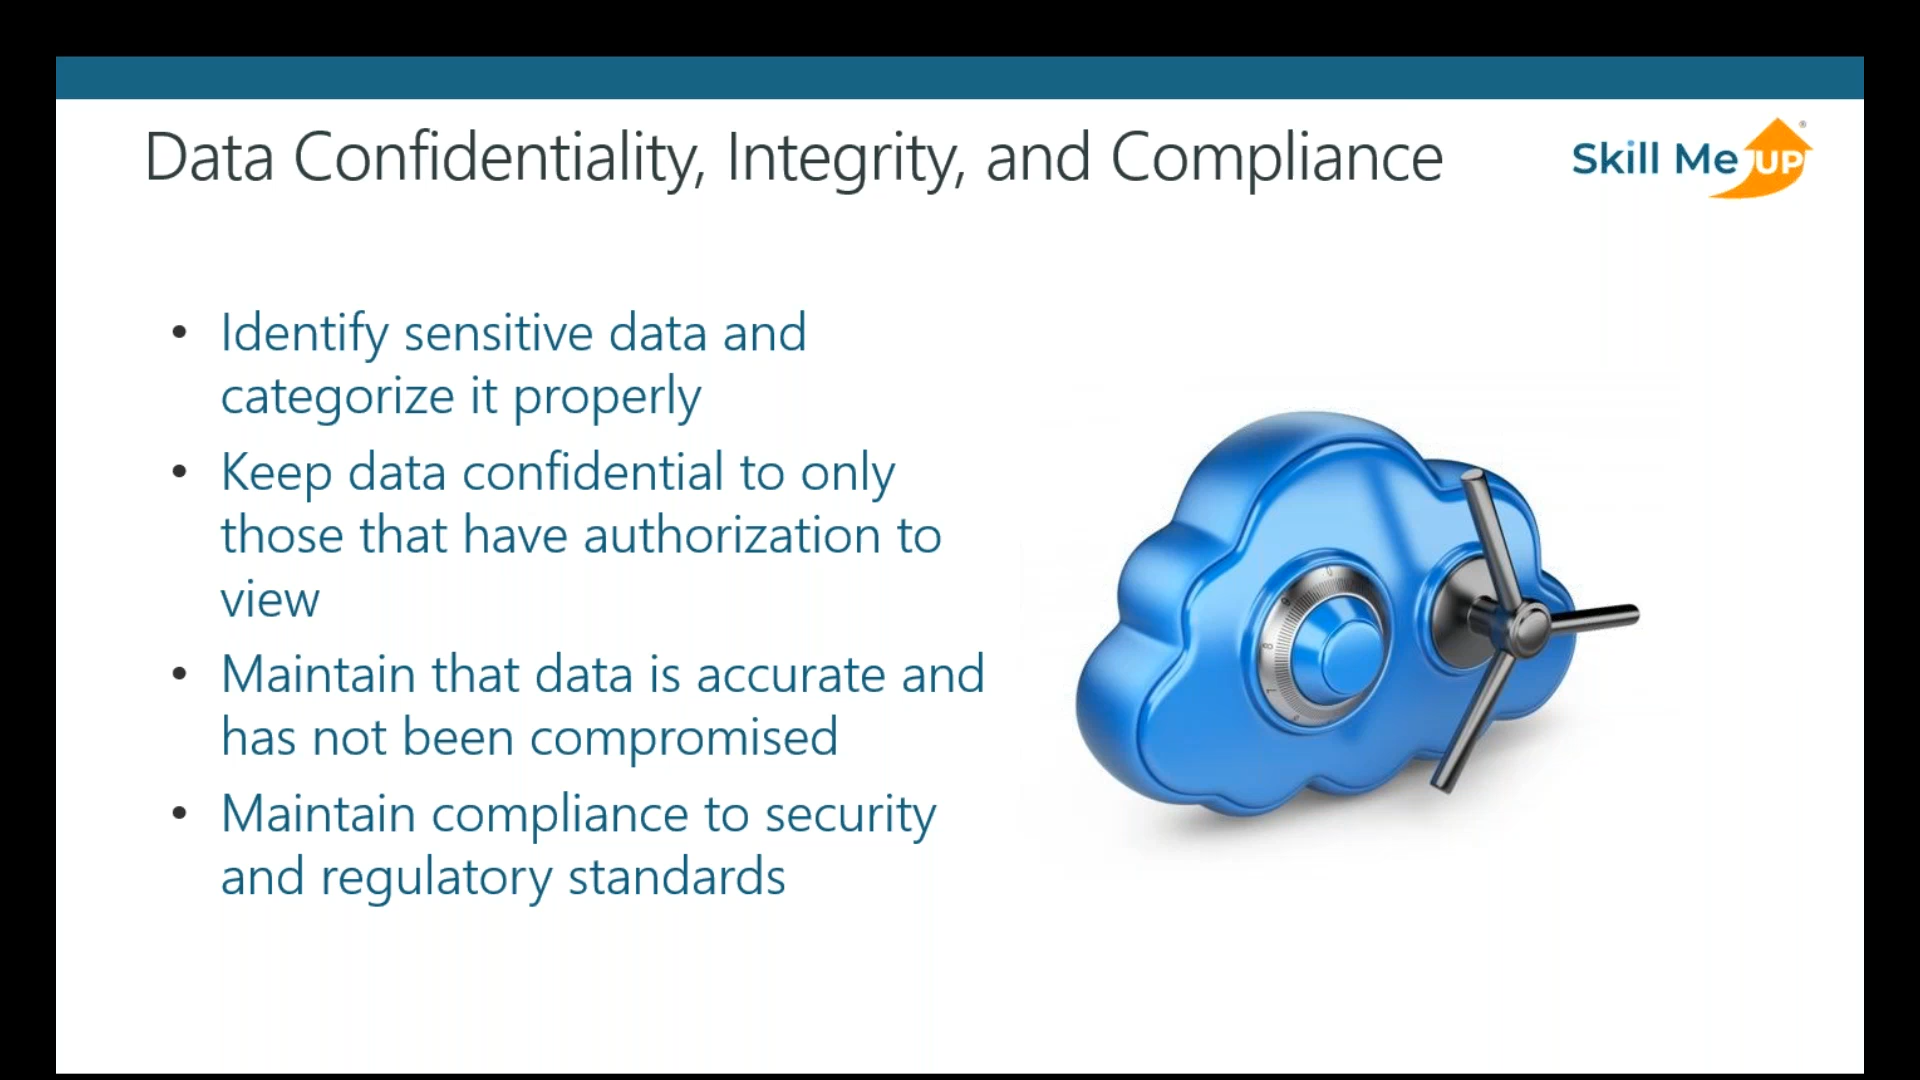 Data Confidentiality, Integrity, and Compliance
Skill Me UP®
• Identify sensitive data and
categorize it properly
• Keep data confidential to only
those that have authorization to
view
• Maintain that data is accurate and
has not been compromised
• Maintain compliance to security
and regulatory standards